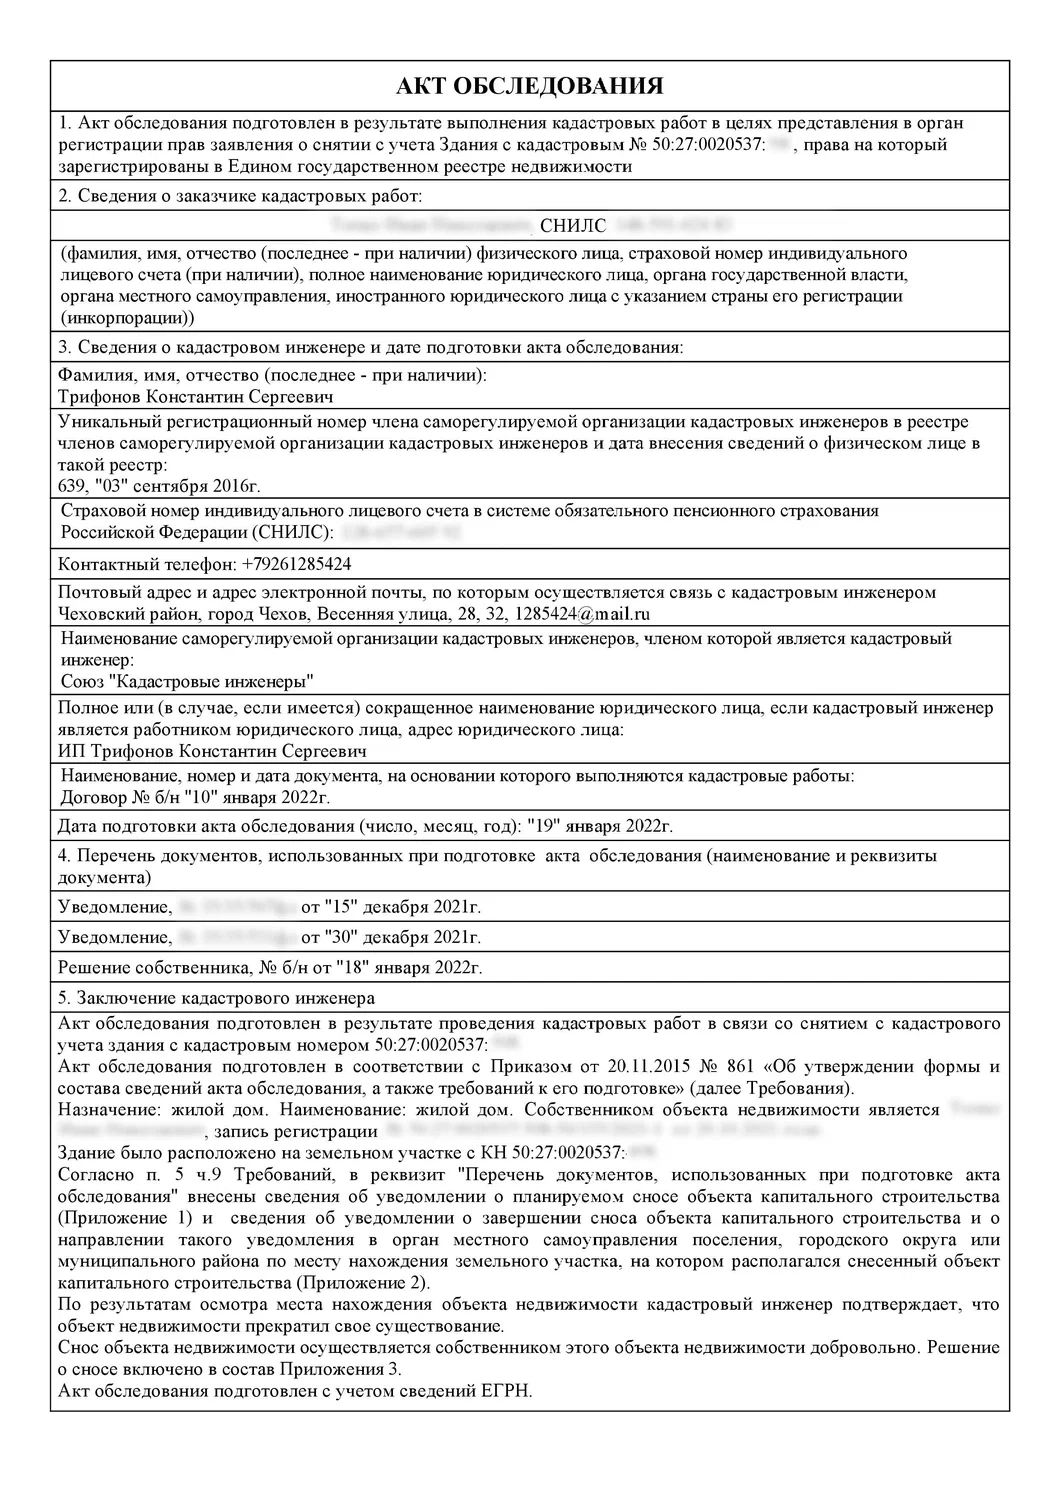 АКТ ОБСЛЕДОВАНИЯ
1. Акт обследования подготовлен в результате выполнения кадастровых работ в целях представления в орган
регистрации прав заявления о снятии с учета Здания с кадастровым № 50:27:0020537: , права на который
зарегистрированы в Едином государственном реестре недвижимости
2. Сведения о заказчике кадастровых работ:
СНИЛС
(фамилия, имя, отчество (последнее - при наличии) физического лица, страховой номер индивидуального
лицевого счета (при наличии), полное наименование юридического лица, органа государственной власти,
органа местного самоуправления, иностранного юридического лица с указанием страны его регистрации
(инкорпорации))
3. Сведения о кадастровом инженере и дате подготовки акта обследования:
Фамилия, имя, отчество (последнее - при наличии):
Трифонов Константин Сергеевич
Уникальный регистрационный номер члена саморегулируемой организации кадастровых инженеров в реестре
членов саморегулируемой организации кадастровых инженеров и дата внесения сведений о физическом лице в
такой реестр:
639, "03" сентября 2016г.
Страховой номер индивидуального лицевого счета в системе обязательного пенсионного страхования
Российской Федерации (СНИЛС):
Контактный телефон: +79261285424
Почтовый адрес и адрес электронной почты, по которым осуществляется связь с кадастровым инженером
Чеховский район, город Чехов, Весенняя улица, 28, 32, 1285424@mail.ru
Наименование саморегулируемой организации кадастровых инженеров, членом которой является кадастровый
инженер:
Союз "Кадастровые инженеры"
Полное или (в случае, если имеется) сокращенное наименование юридического лица, если кадастровый инженер
является работником юридического лица, адрес юридического лица:
ИП Трифонов Константин Сергеевич
Наименование, номер и дата документа, на основании которого выполняются кадастровые работы:
Договор № б/н "10" января 2022г.
Дата подготовки акта обследования (число, месяц, год): "19" января 2022г.
4. Перечень документов, использованных при подготовке акта обследования (наименование и реквизиты
документа)
Уведомление, от "15" декабря 2021г.
Уведомление, от "30" декабря 2021г.
Решение собственника, № б/н от "18" января 2022г.
5. Заключение кадастрового инженера
Акт обследования подготовлен в результате проведения кадастровых работ в связи со снятием с кадастрового
учета здания с кадастровым номером 50:27:0020537:
Акт обследования подготовлен в соответствии с Приказом от 20.11.2015 № 861 «Об утверждении формы и
состава сведений акта обследования, а также требований к его подготовке» (далее Требования).
Назначение: жилой дом. Наименование: жилой дом. Собственником объекта недвижимости является
, запись регистрации
Здание было расположено на земельном участке с КН 50:27:0020537:
Согласно п. 5 ч.9 Требований, в реквизит "Перечень документов, использованных при подготовке акта
обследования" внесены сведения об уведомлении о планируемом сносе объекта капитального строительства
(Приложение 1) и сведения об уведомлении о завершении сноса объекта капитального строительства и о
направлении такого уведомления в орган местного самоуправления поселения, городского округа или
муниципального района по месту нахождения земельного участка, на котором располагался снесенный объект
капитального строительства (Приложение 2).
По результатам осмотра места нахождения объекта недвижимости кадастровый инженер подтверждает, что
объект недвижимости прекратил свое существование.
Снос объекта недвижимости осуществляется собственником этого объекта недвижимости добровольно. Решение
о сносе включено в состав Приложения 3.
Акт обследования подготовлен с учетом сведений ЕГРН.